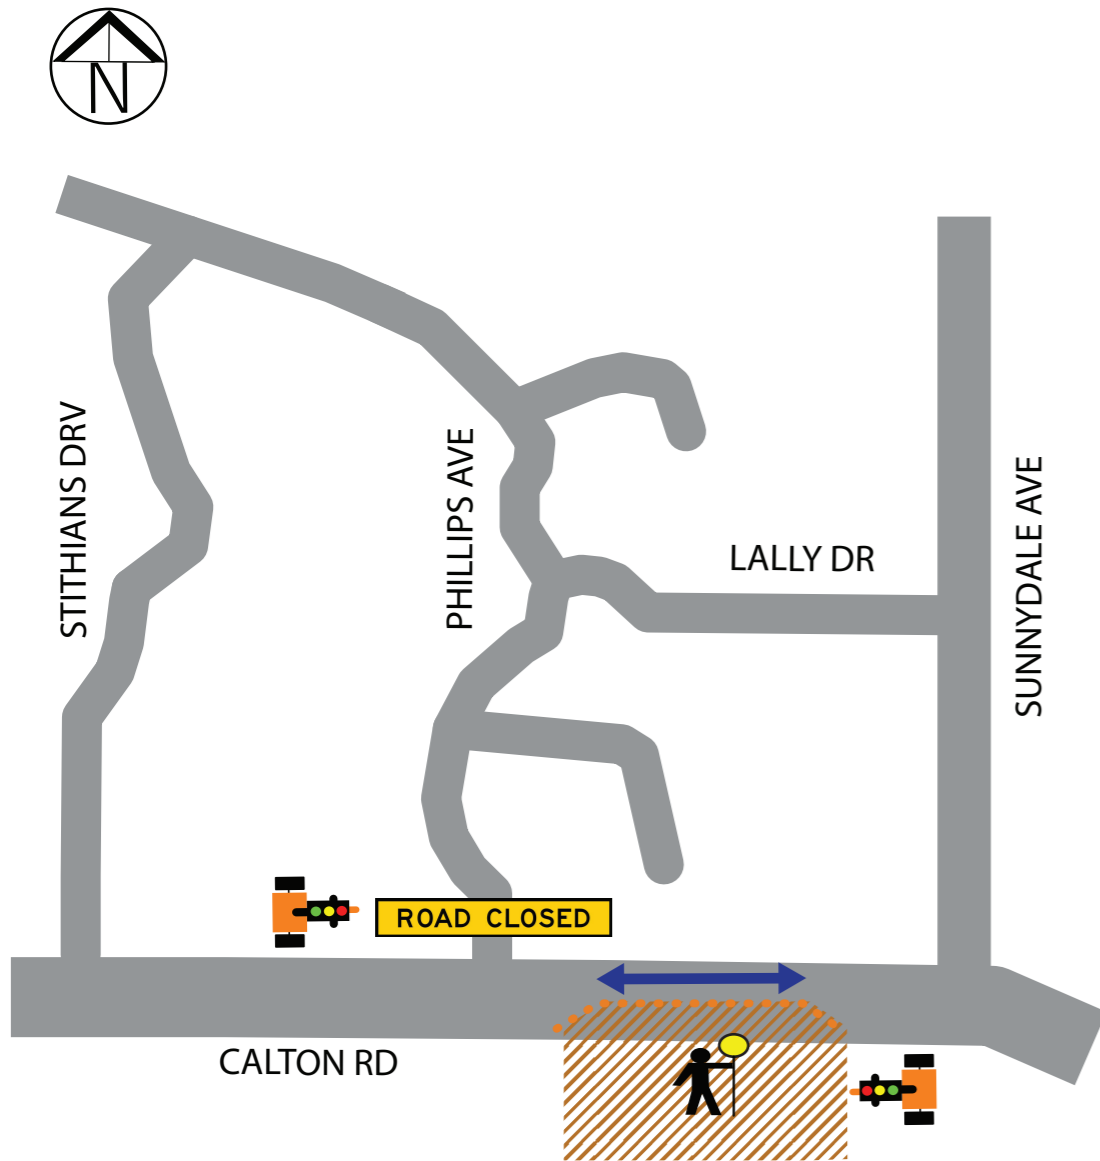 N
STITHIANS DRV
PHILLIPS AVE
LALLY DR
SUNNYDALE AVE
ROAD CLOSED
CALTON RD